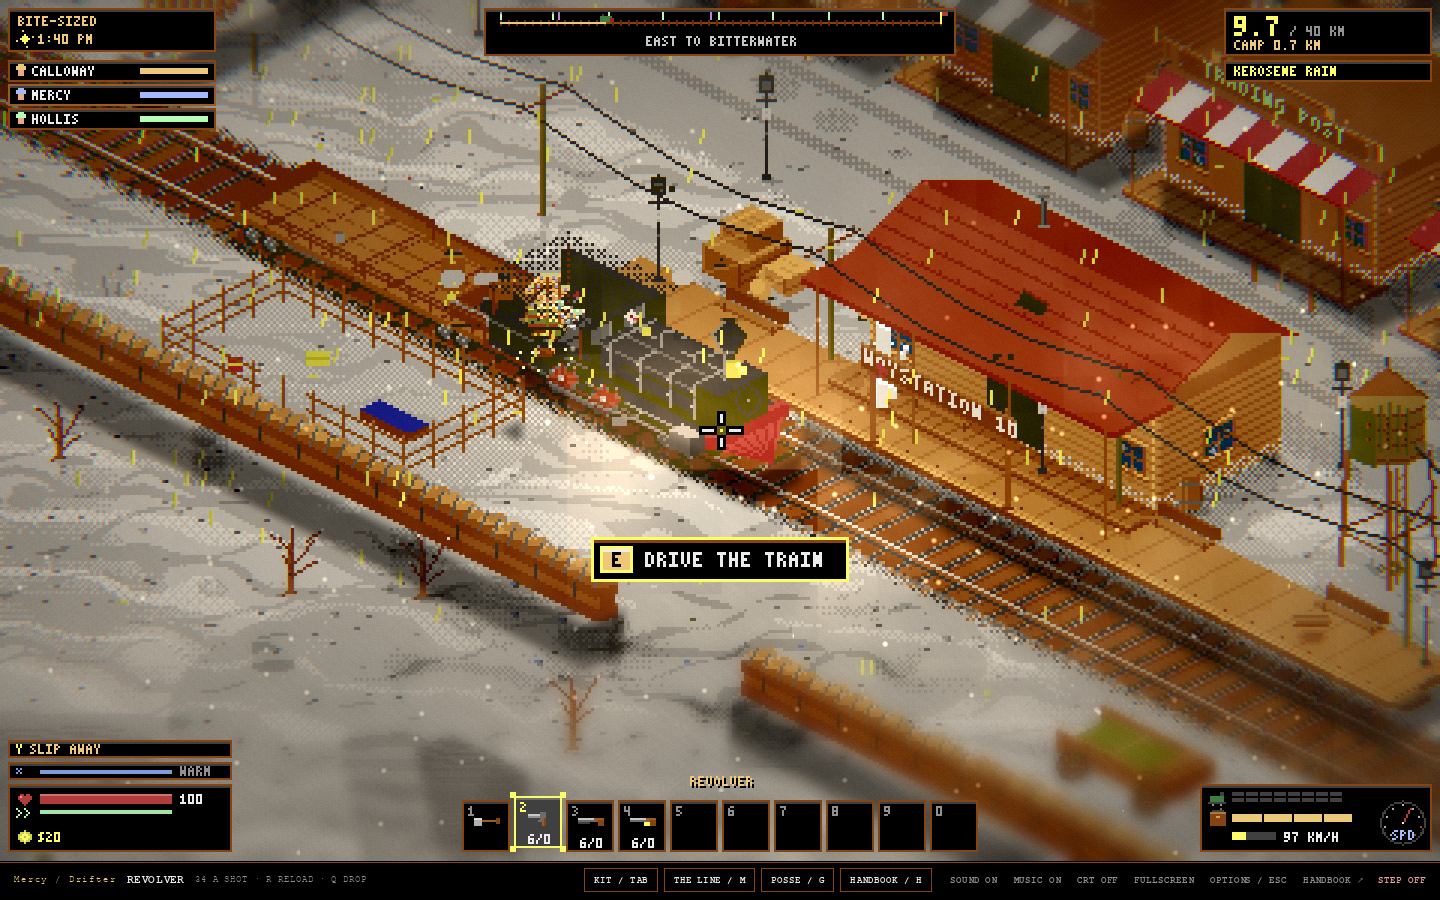 BITE-SIZED
1:40 PM
CALLOWAY
MERCY
HOLLIS
EAST TO BITTERWATER
9.7 / 40 KM
CAMP 0.7 KM
KEROSENE RAIN
POST
WAYSTATION 10
E DRIVE THE TRAIN
Y SLIP AWAY
WARM
100
$20
REVOLVER
1
2 6/0
3 6/0
4 6/0
5
6
7
8
9
0
97 KM/H
SPD
Mercy / Drifter REVOLVER 34 A SHOT · R RELOAD · Q DROP
KIT / TAB
THE LINE / M
POSSE / G
HANDBOOK / H
SOUND ON
MUSIC ON
CRT OFF
FULLSCREEN
OPTIONS / ESC
HANDBOOK ↗
STEP OFF